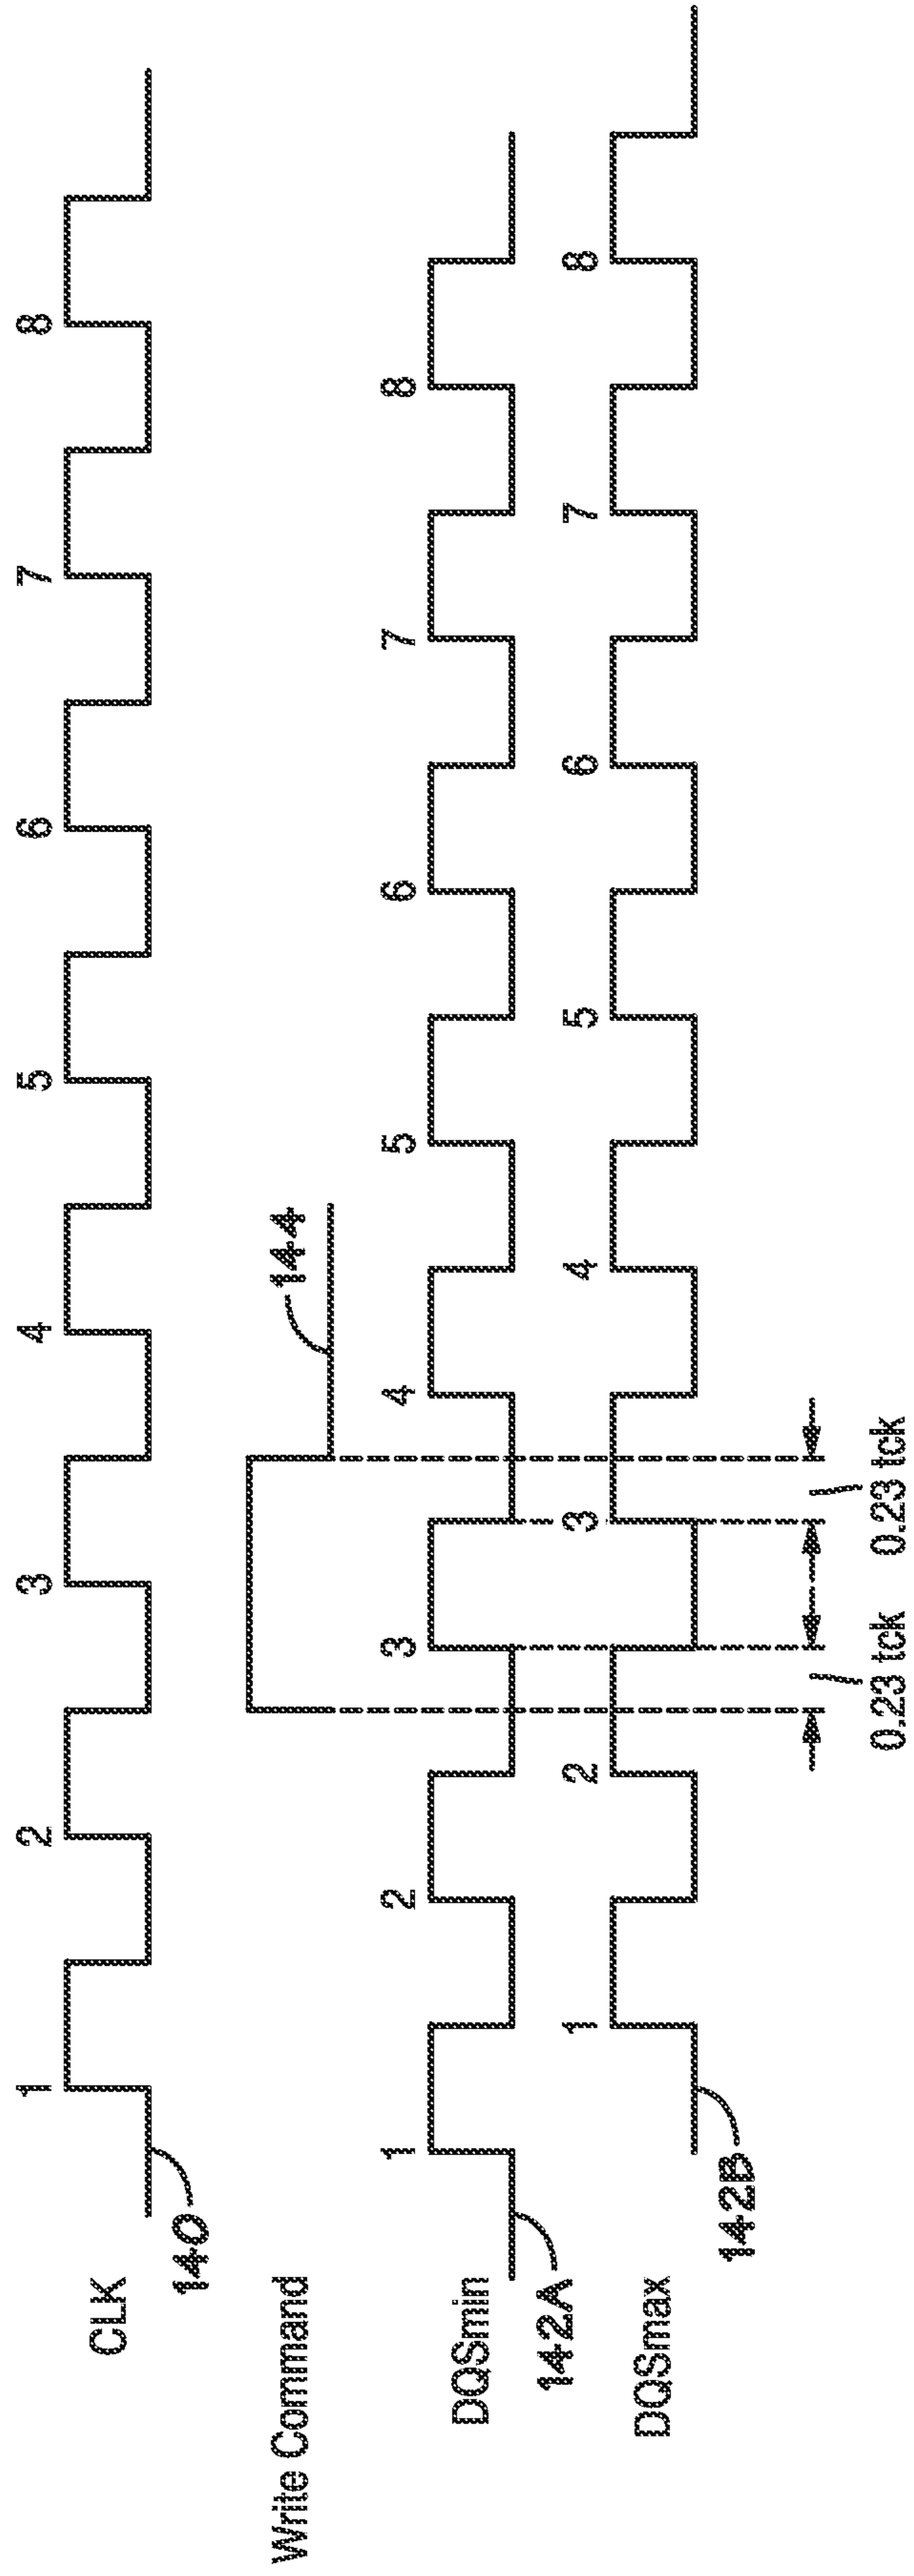 CLK
140
1 2 3 4 5 6 7 8
Write Command
144
DQSmin
142A
1 2 3 4 5 6 7 8
DQSmax
142B
1 2 3 4 5 6 7 8
0.23 tck 0.23 tck